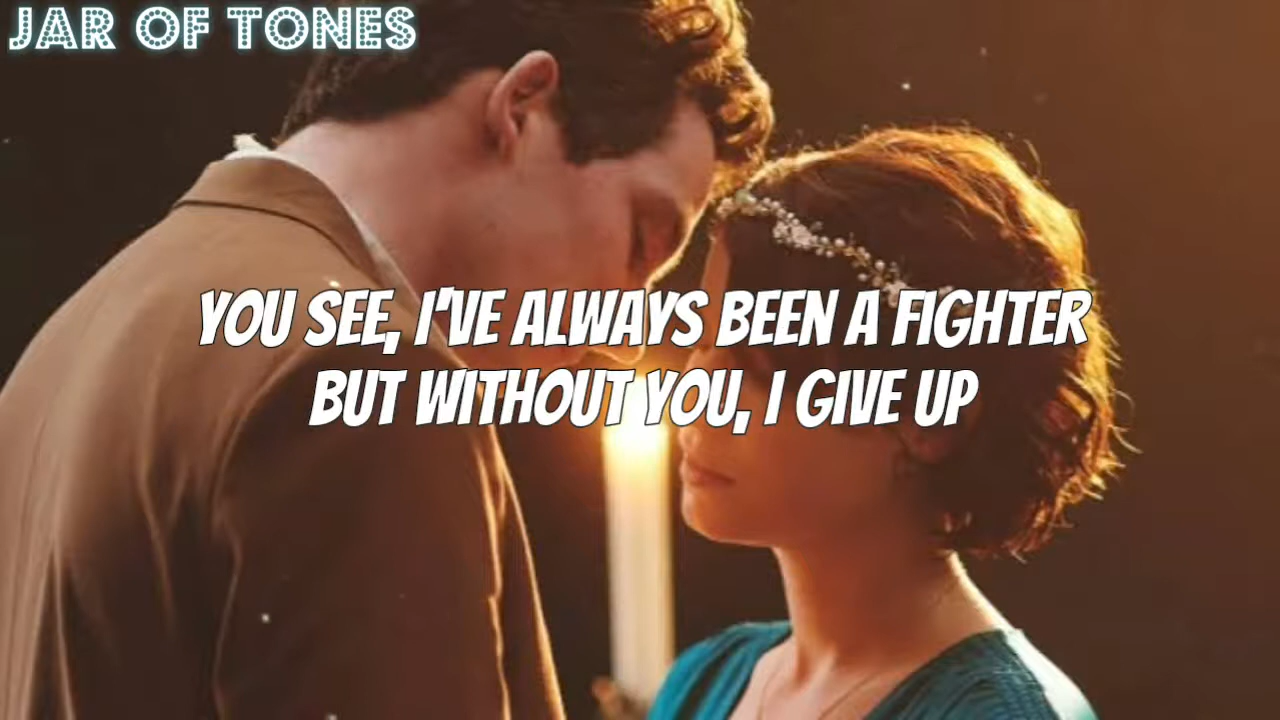 JAR OF TONES
YOU SEE, I'VE ALWAYS BEEN A FIGHTER
BUT WITHOUT YOU, I GIVE UP